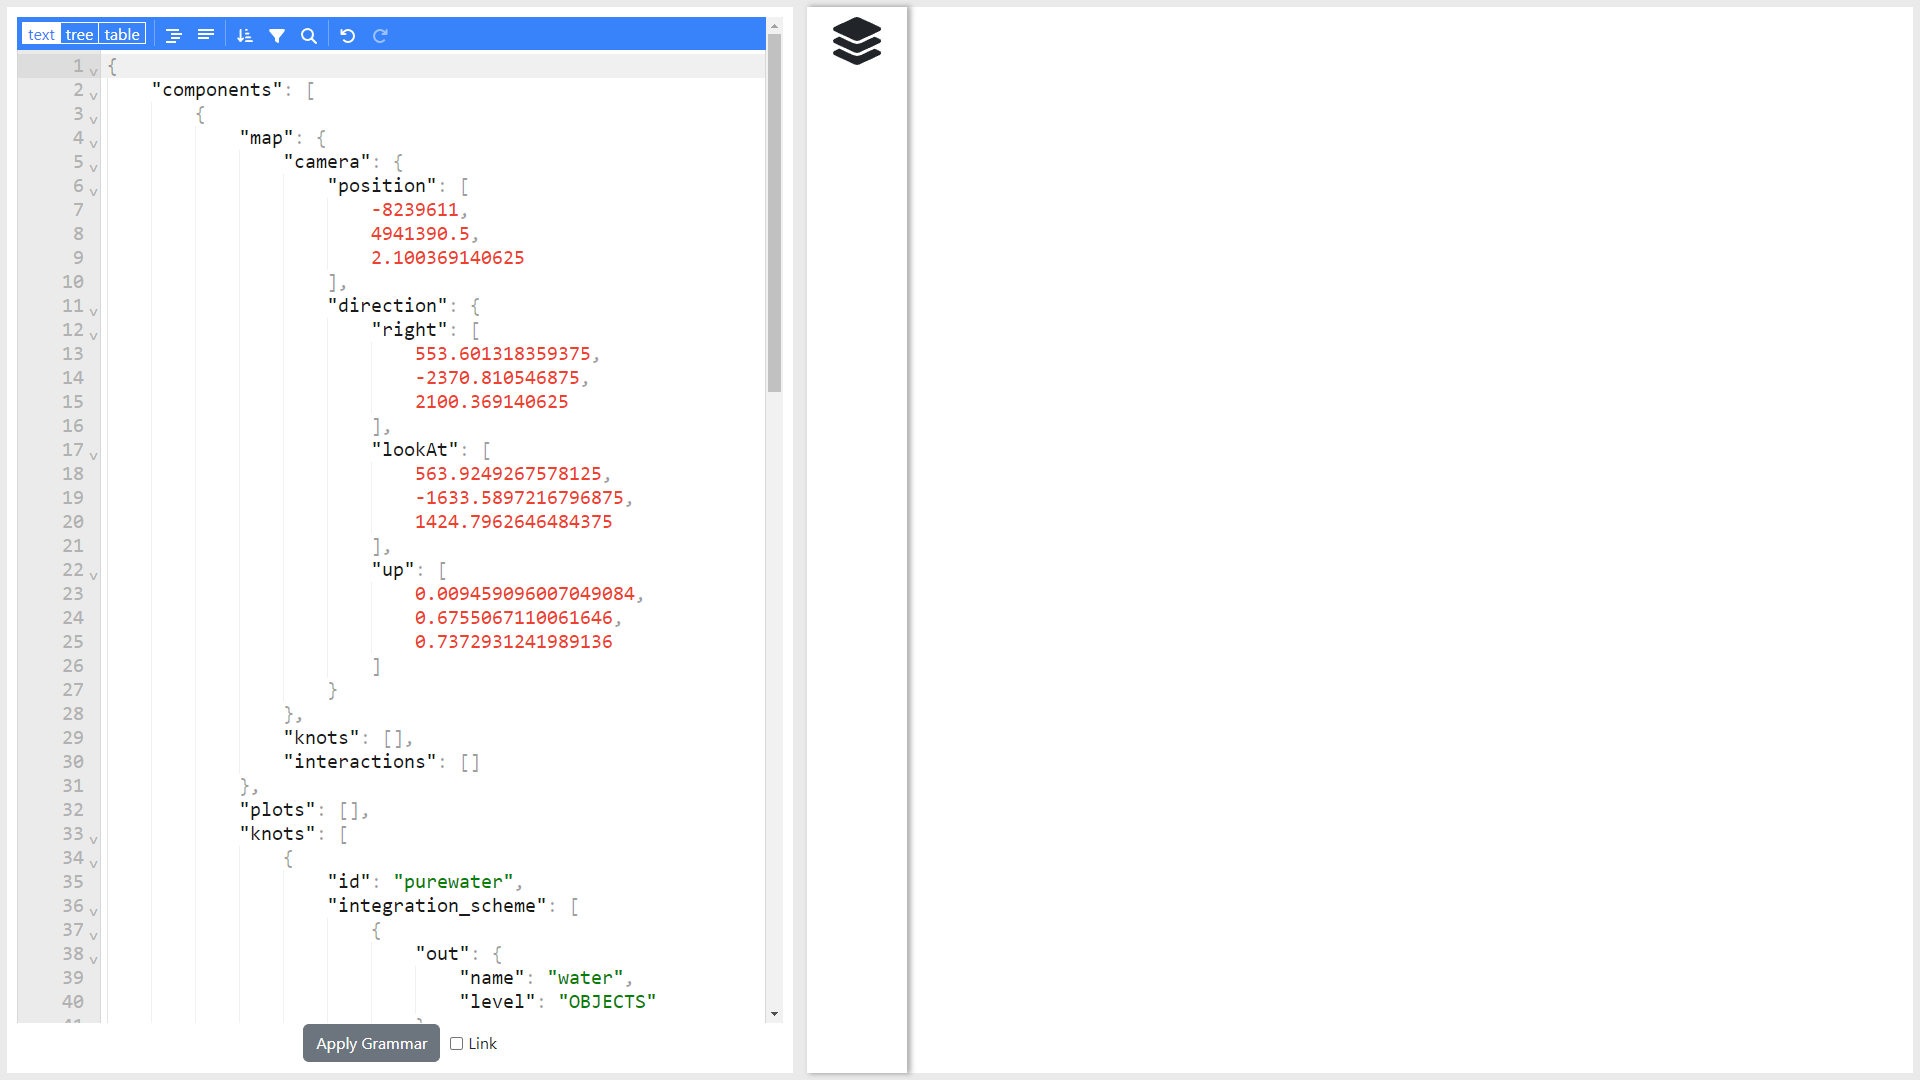 text tree table
1 {
2 "components": [
3 {
4 "map": {
5 "camera": {
6 "position": [
7 -8239611,
8 4941390.5,
9 2.100369140625
10 ],
11 "direction": {
12 "right": [
13 553.601318359375,
14 -2370.810546875,
15 2100.369140625
16 ],
17 "lookAt": [
18 563.9249267578125,
19 -1633.5897216796875,
20 1424.7962646484375
21 ],
22 "up": [
23 0.009459096007049084,
24 0.6755067110061646,
25 0.7372931241989136
26 ]
27 }
28 },
29 "knots": [],
30 "interactions": []
31 },
32 "plots": [],
33 "knots": [
34 {
35 "id": "purewater",
36 "integration_scheme": [
37 {
38 "out": {
39 "name": "water",
40 "level": "OBJECTS"
Apply Grammar Link